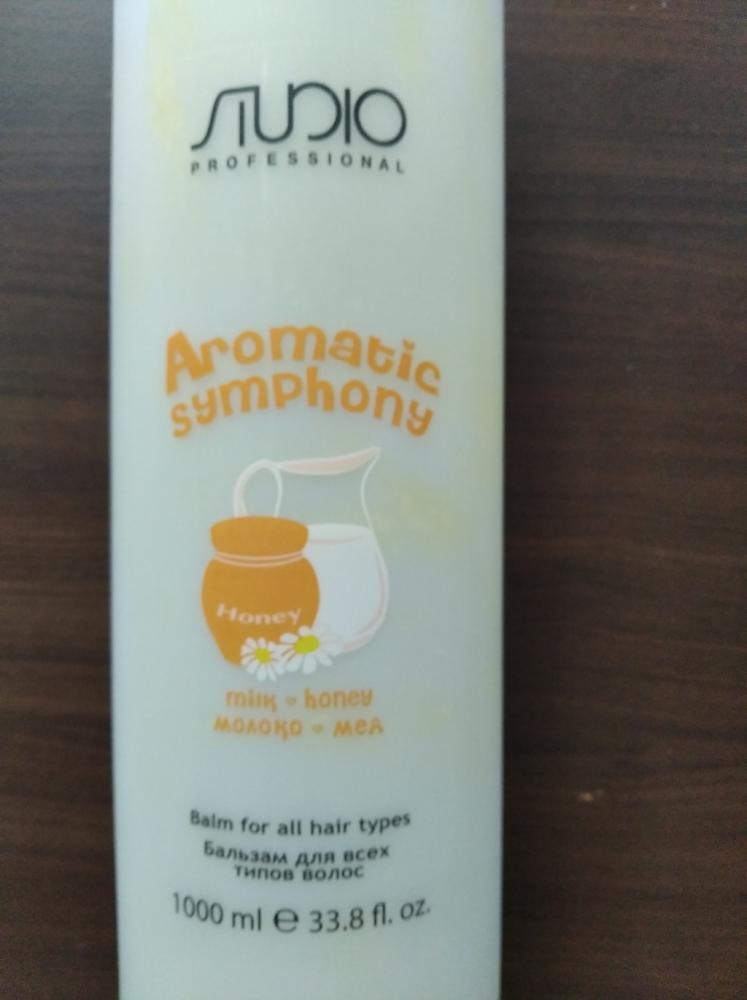 STUDIO
PROFESSIONAL
Aromatic
symphony
Honey
milk honey
молоко мед
Balm for all hair types
Бальзам для всех
типов волос
1000 ml ℮ 33.8 fl. oz.